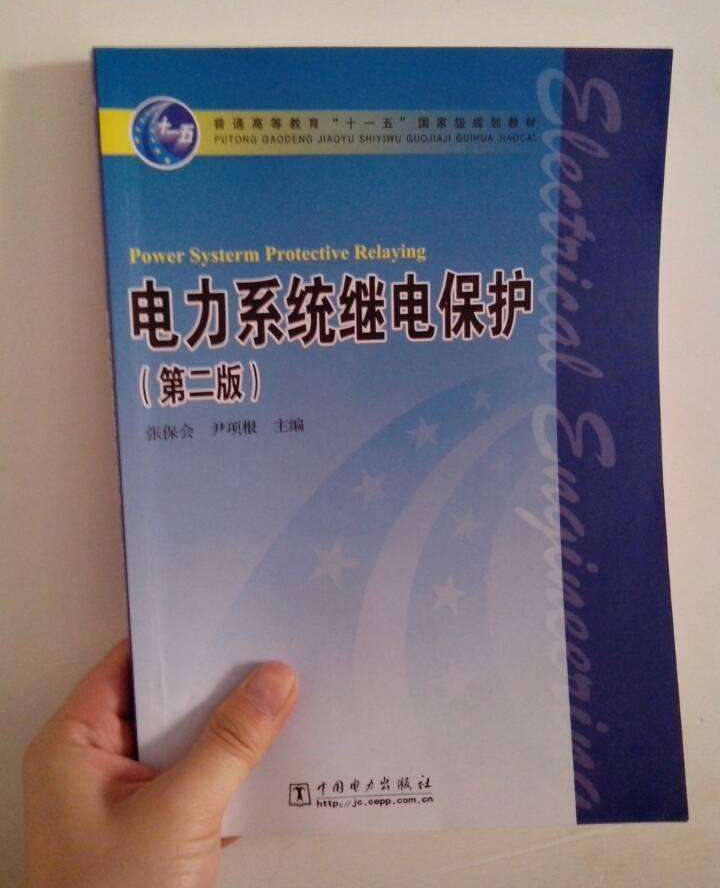 十一五
普通高等教育“十一五”国家级规划教材
PUTONG GAODENG JIAOYU SHIYIWU GUOJIAJI GUIHUA JIAOCAI
Power Systerm Protective Relaying
电力系统继电保护
(第二版)
张保会 尹项根 主编
Electrical Engineering
中国电力出版社
http://jc.cepp.com.cn